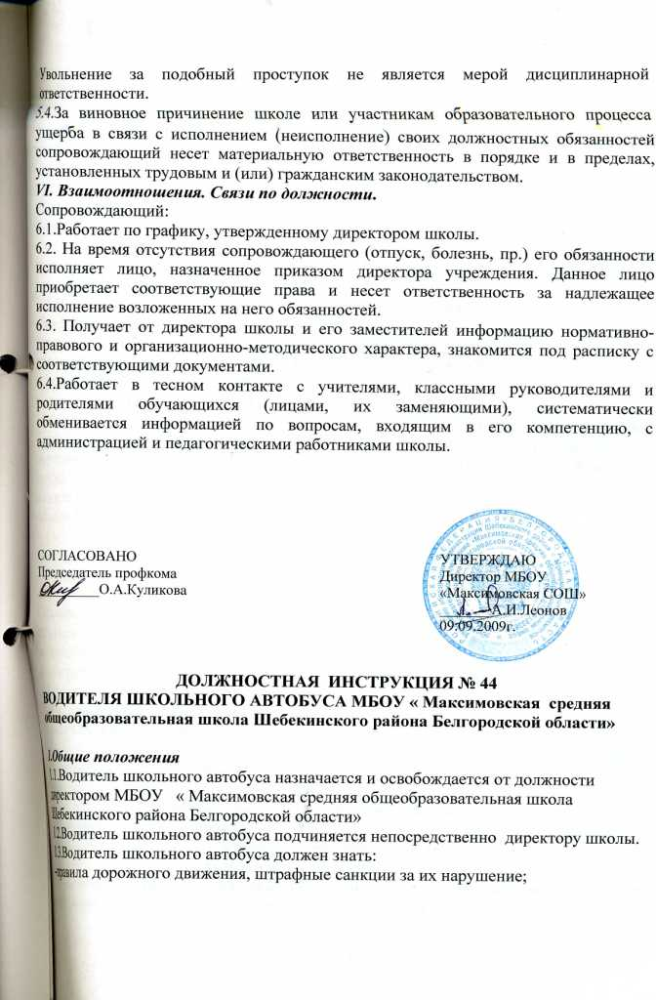 Увольнение за подобный проступок не является мерой дисциплинарной
ответственности.
5.4.За виновное причинение школе или участникам образовательного процесса
ущерба в связи с исполнением (неисполнение) своих должностных обязанностей
сопровождающий несет материальную ответственность в порядке и в пределах,
установленных трудовым и (или) гражданским законодательством.
VI. Взаимоотношения. Связи по должности.
Сопровождающий:
6.1.Работает по графику, утвержденному директором школы.
6.2. На время отсутствия сопровождающего (отпуск, болезнь, пр.) его обязанности
исполняет лицо, назначенное приказом директора учреждения. Данное лицо
приобретает соответствующие права и несет ответственность за надлежащее
исполнение возложенных на него обязанностей.
6.3. Получает от директора школы и его заместителей информацию нормативно-
правового и организационно-методического характера, знакомится под расписку с
соответствующими документами.
6.4.Работает в тесном контакте с учителями, классными руководителями и
родителями обучающихся (лицами, их заменяющими), систематически
обменивается информацией по вопросам, входящим в его компетенцию, с
администрацией и педагогическими работниками школы.
СОГЛАСОВАНО
Председатель профкома
О.А.Куликова
УТВЕРЖДАЮ
Директор МБОУ
«Максимовская СОШ»
А.И.Леонов
09.09.2009г.
ДОЛЖНОСТНАЯ ИНСТРУКЦИЯ № 44
ВОДИТЕЛЯ ШКОЛЬНОГО АВТОБУСА МБОУ « Максимовская средняя
общеобразовательная школа Шебекинского района Белгородской области»
1.Общие положения
1.1.Водитель школьного автобуса назначается и освобождается от должности
директором МБОУ « Максимовская средняя общеобразовательная школа
Шебекинского района Белгородской области»
1.2.Водитель школьного автобуса подчиняется непосредственно директору школы.
1.3.Водитель школьного автобуса должен знать:
-правила дорожного движения, штрафные санкции за их нарушение;